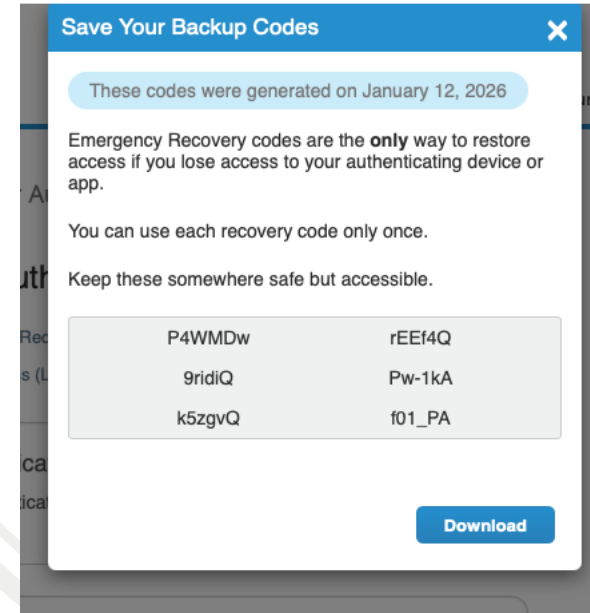 Save Your Backup Codes
These codes were generated on January 12, 2026
Emergency Recovery codes are the only way to restore
access if you lose access to your authenticating device or
app.
You can use each recovery code only once.
Keep these somewhere safe but accessible.
P4WMDw rEEf4Q
9ridiQ Pw-1kA
k5zgvQ f01_PA
Download